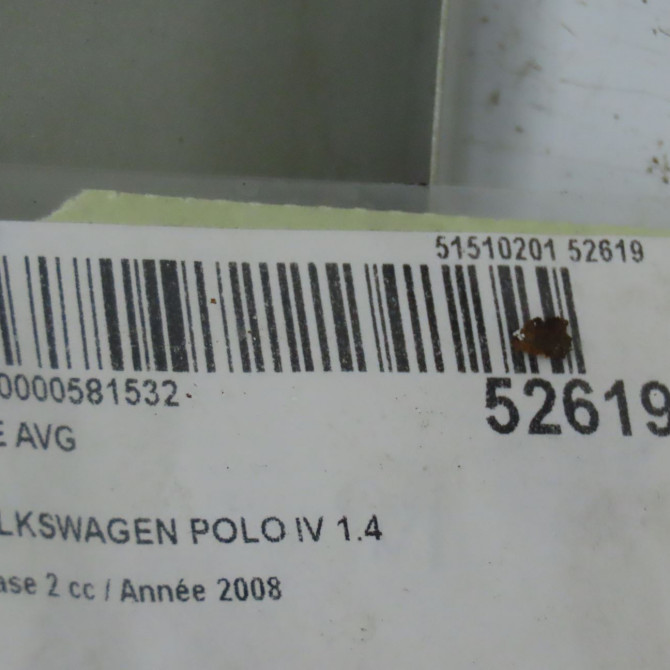 51510201 52619
0000581532
52619
E AVG
LKSWAGEN POLO IV 1.4
ase 2 cc / Année 2008